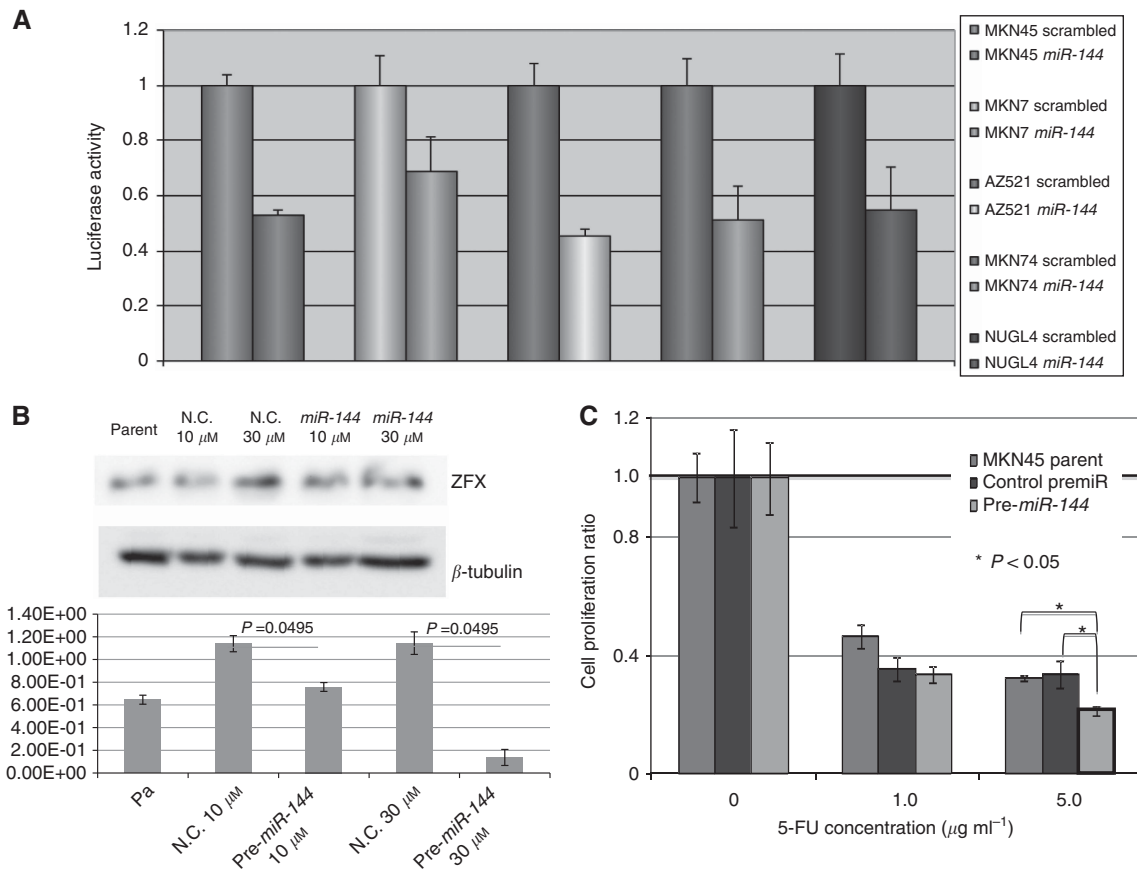 A
1.2
1
0.8
0.6
0.4
0.2
0
Luciferase activity
MKN45 scrambled
MKN45 miR-144
MKN7 scrambled
MKN7 miR-144
AZ521 scrambled
AZ521 miR-144
MKN74 scrambled
MKN74 miR-144
NUGL4 scrambled
NUGL4 miR-144
B
Parent
N.C.
10 μM
N.C.
30 μM
miR-144
10 μM
miR-144
30 μM
ZFX
β-tubulin
1.40E+00
1.20E+00
1.00E+00
8.00E-01
6.00E-01
4.00E-01
2.00E-01
0.00E+00
P=0.0495
P=0.0495
Pa
N.C. 10 μM
Pre-miR-144
10 μM
N.C. 30 μM
Pre-miR-144
30 μM
C
1.2
1.0
0.8
0.4
0
Cell proliferation ratio
MKN45 parent
Control premiR
Pre-miR-144
* P < 0.05
*
*
0
1.0
5.0
5-FU concentration (μg ml⁻¹)